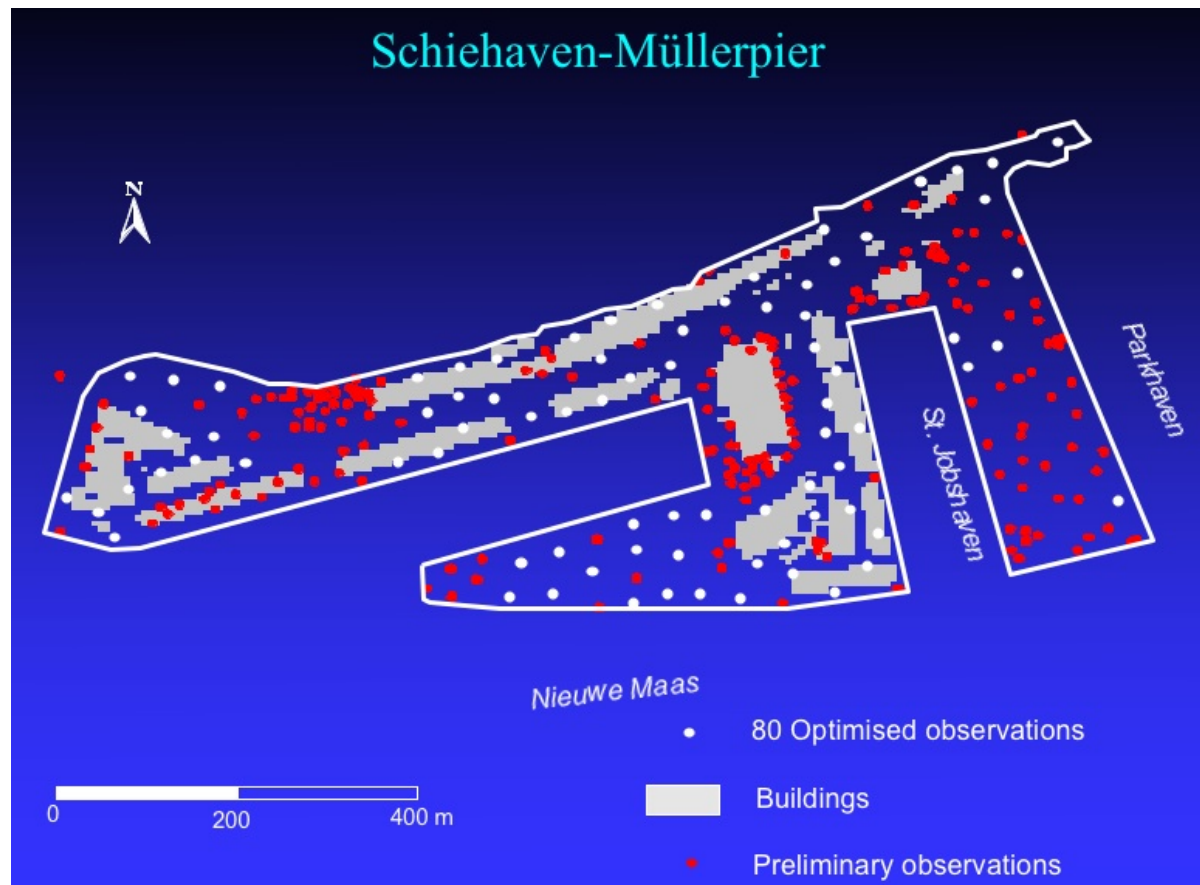 Schiehaven-Müllerpier
N
Parkhaven
St. Jobshaven
Nieuwe Maas
80 Optimised observations
Buildings
0 200 400 m
Preliminary observations